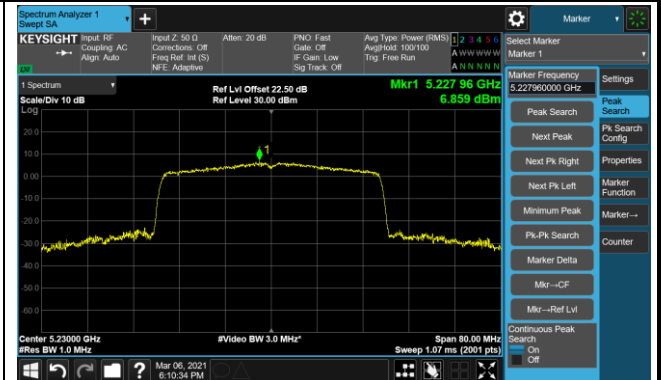 Spectrum Analyzer 1
Swept SA
+
Marker
KEYSIGHT
Input: RF
Coupling: AC
Align: Auto
Input Z: 50 Ω
Corrections: Off
Freq Ref: Int (S)
NFE: Adaptive
Atten: 20 dB
PNO: Fast
Gate: Off
IF Gain: Low
Sig Track: Off
Avg Type: Power (RMS)
Avg|Hold: 100/100
Trig: Free Run
1 2 3 4 5 6
A W W W W W
A N N N N N
Select Marker
Marker 1
1 Spectrum
Scale/Div 10 dB
Log
Ref Lvl Offset 22.50 dB
Ref Level 30.00 dBm
Mkr1 5.227 96 GHz
6.859 dBm
20.0
10.0
0.00
-10.0
-20.0
-30.0
-40.0
-50.0
-60.0
1
Center 5.23000 GHz
#Res BW 1.0 MHz
#Video BW 3.0 MHz*
Span 80.00 MHz
Sweep 1.07 ms (2001 pts)
Marker Frequency
5.227960000 GHz
Peak Search
Next Peak
Next Pk Right
Next Pk Left
Minimum Peak
Pk-Pk Search
Marker Delta
Mkr→CF
Mkr→Ref Lvl
Continuous Peak
Search
On
Off
Settings
Peak
Search
Pk Search
Config
Properties
Marker
Function
Marker→
Counter
?
Mar 06, 2021
6:10:34 PM